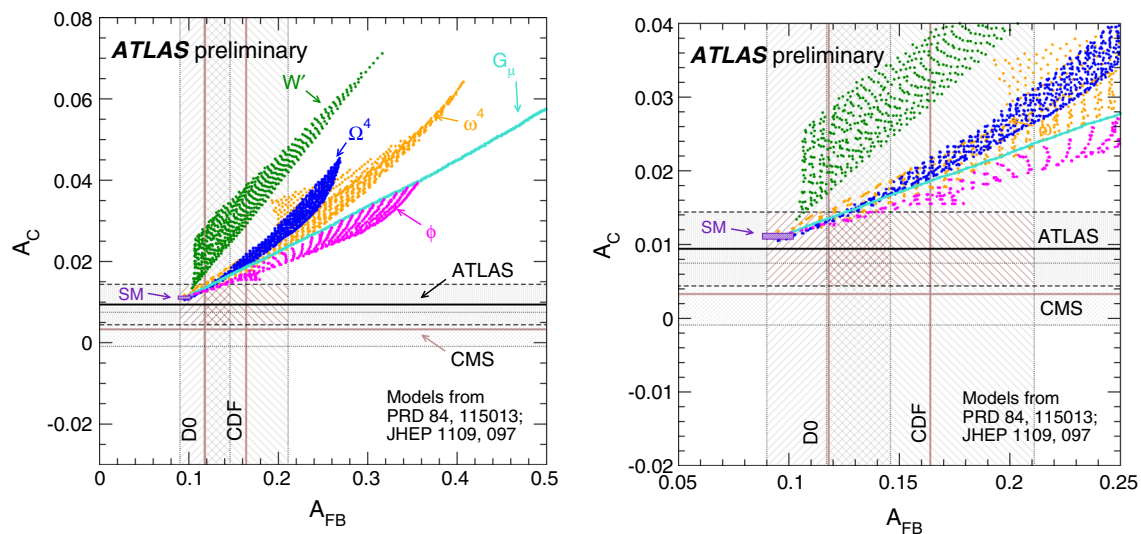 ATLAS preliminary
0.08
0.06
0.04
0.02
0
-0.02
A_C
W′
Ω⁴
ω⁴
G_μ
ϕ
SM
ATLAS
CMS
D0
CDF
Models from
PRD 84, 115013;
JHEP 1109, 097
0 0.1 0.2 0.3 0.4 0.5
A_FB
ATLAS preliminary
0.04
0.03
0.02
0.01
0
-0.01
-0.02
A_C
ω
SM
ATLAS
CMS
D0
CDF
Models from
PRD 84, 115013;
JHEP 1109, 097
0.05 0.1 0.15 0.2 0.25
A_FB